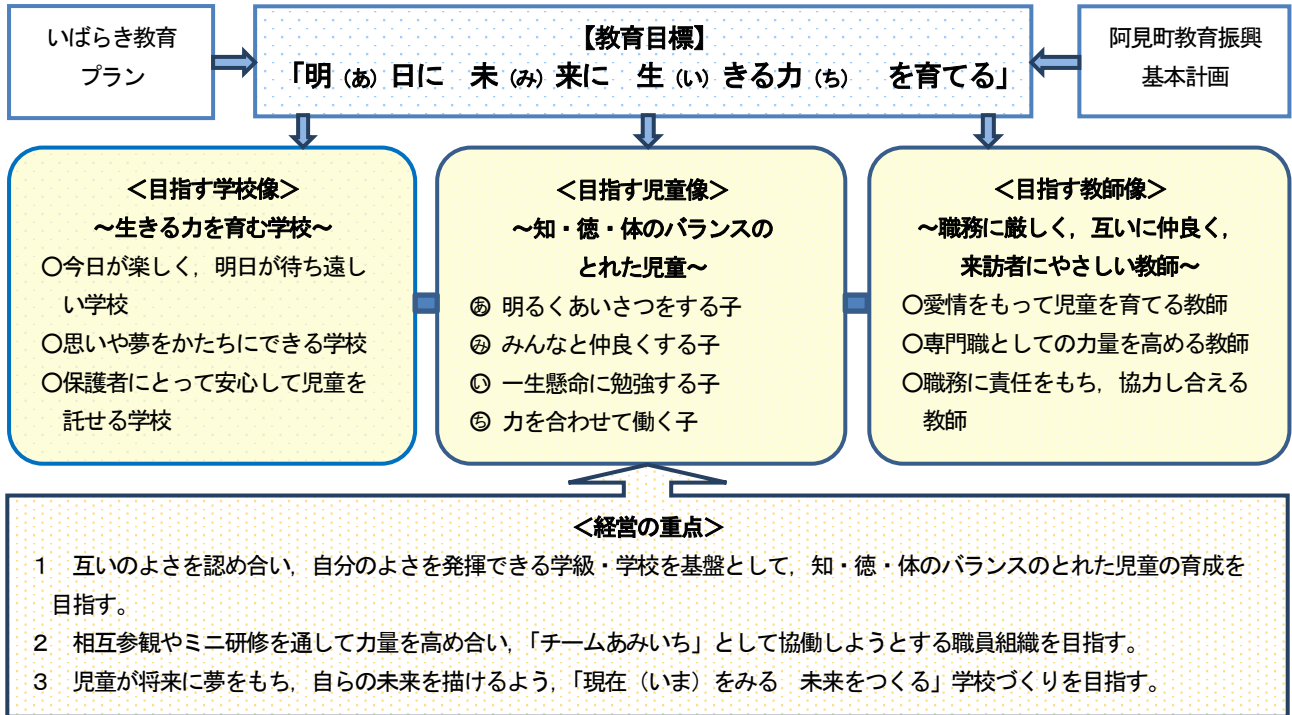 いばらき教育
プラン
【教育目標】
「明（あ）日に　未（み）来に　生（い）きる力（ち）　を育てる」
阿見町教育振興
基本計画
＜目指す学校像＞
～生きる力を育む学校～
〇今日が楽しく，明日が待ち遠し
い学校
〇思いや夢をかたちにできる学校
〇保護者にとって安心して児童を
託せる学校
＜目指す児童像＞
～知・徳・体のバランスの
とれた児童～
㋐ 明るくあいさつをする子
み みんなと仲良くする子
い 一生懸命に勉強する子
ち 力を合わせて働く子
＜目指す教師像＞
～職務に厳しく，互いに仲良く，
来訪者にやさしい教師～
〇愛情をもって児童を育てる教師
〇専門職としての力量を高める教師
〇職務に責任をもち，協力し合える
教師
＜経営の重点＞
１　互いのよさを認め合い，自分のよさを発揮できる学級・学校を基盤として，知・徳・体のバランスのとれた児童の育成を
目指す。
２　相互参観やミニ研修を通して力量を高め合い，「チームあみいち」として協働しようとする職員組織を目指す。
３　児童が将来に夢をもち，自らの未来を描けるよう，「現在（いま）をみる　未来をつくる」学校づくりを目指す。